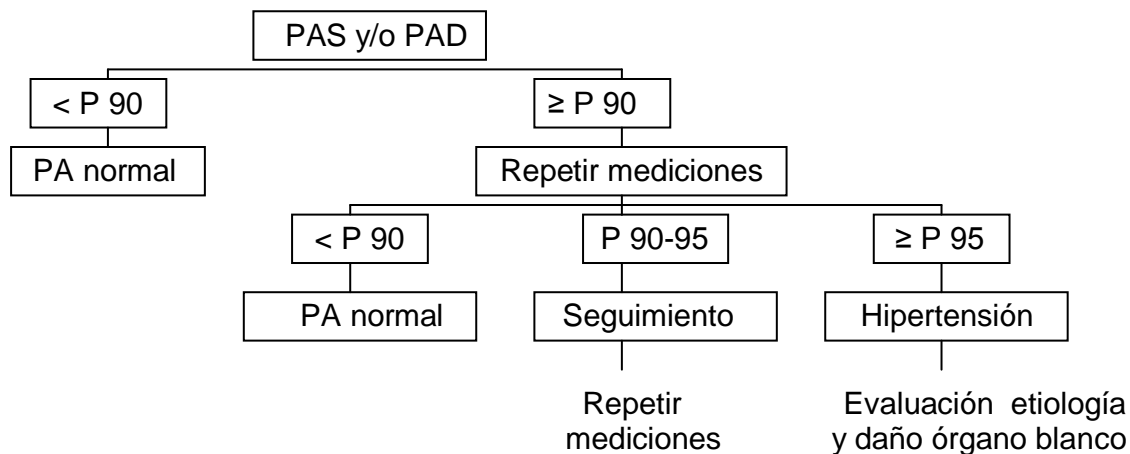 PAS y/o PAD
< P 90
≥ P 90
PA normal
Repetir mediciones
< P 90
P 90-95
≥ P 95
PA normal
Seguimiento
Hipertensión
Repetir
mediciones
Evaluación etiología
y daño órgano blanco